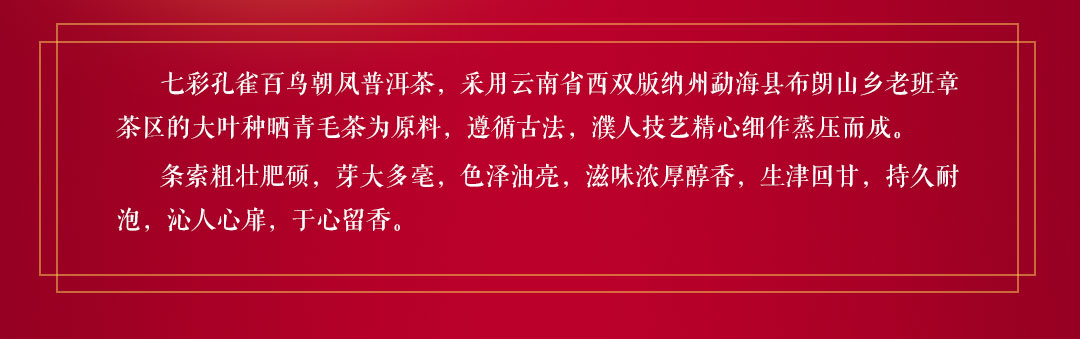 七彩孔雀百鸟朝凤普洱茶，采用云南省西双版纳州勐海县布朗山乡老班章
茶区的大叶种晒青毛茶为原料，遵循古法，濮人技艺精心细作蒸压而成。
条索粗壮肥硕，芽大多毫，色泽油亮，滋味浓厚醇香，生津回甘，持久耐
泡，沁人心扉，于心留香。